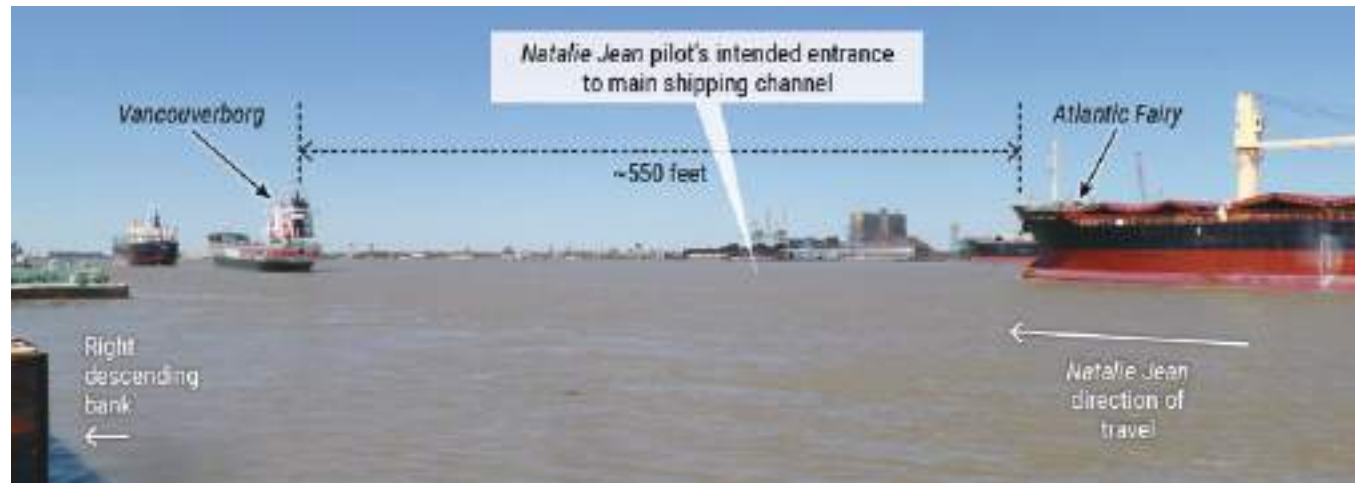 Natalie Jean pilot's intended entrance
to main shipping channel
Vancouverborg
Atlantic Fairy
~550 feet
Right
descending
bank
Natalie Jean
direction of
travel